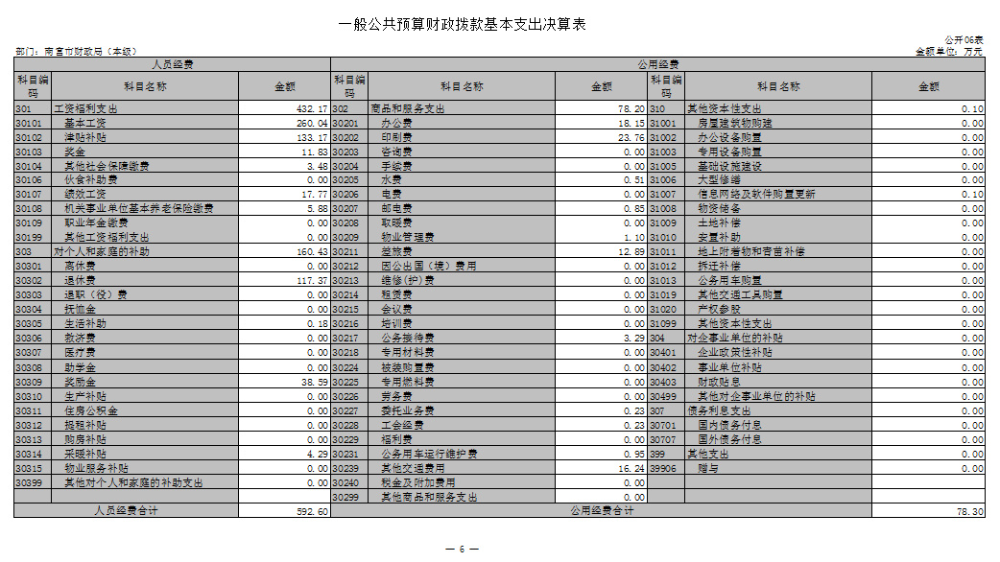 一般公共预算财政拨款基本支出决算表
公开06表
部门：南宫市财政局（本级） 金额单位：万元
人员经费 公用经费
科目编码 科目名称 金额 科目编码 科目名称 金额 科目编码 科目名称 金额
301 工资福利支出 432.17 302 商品和服务支出 78.20 310 其他资本性支出 0.10
30101 基本工资 260.04 30201 办公费 18.15 31001 房屋建筑物购建 0.00
30102 津贴补贴 133.17 30202 印刷费 23.76 31002 办公设备购置 0.00
30103 奖金 11.83 30203 咨询费 0.00 31003 专用设备购置 0.00
30104 其他社会保障缴费 3.48 30204 手续费 0.00 31005 基础设施建设 0.00
30106 伙食补助费 0.00 30205 水费 0.51 31006 大型修缮 0.00
30107 绩效工资 17.77 30206 电费 0.00 31007 信息网络及软件购置更新 0.10
30108 机关事业单位基本养老保险缴费 5.88 30207 邮电费 0.85 31008 物资储备 0.00
30109 职业年金缴费 0.00 30208 取暖费 0.00 31009 土地补偿 0.00
30199 其他工资福利支出 0.00 30209 物业管理费 1.10 31010 安置补助 0.00
303 对个人和家庭的补助 160.43 30211 差旅费 12.89 31011 地上附着物和青苗补偿 0.00
30301 离休费 0.00 30212 因公出国（境）费用 0.00 31012 拆迁补偿 0.00
30302 退休费 117.37 30213 维修(护)费 0.00 31013 公务用车购置 0.00
30303 退职（役）费 0.00 30214 租赁费 0.00 31019 其他交通工具购置 0.00
30304 抚恤金 0.00 30215 会议费 0.00 31020 产权参股 0.00
30305 生活补助 0.18 30216 培训费 0.00 31099 其他资本性支出 0.00
30306 救济费 0.00 30217 公务接待费 3.29 304 对企事业单位的补贴 0.00
30307 医疗费 0.00 30218 专用材料费 0.00 30401 企业政策性补贴 0.00
30308 助学金 0.00 30224 被装购置费 0.00 30402 事业单位补贴 0.00
30309 奖励金 38.59 30225 专用燃料费 0.00 30403 财政贴息 0.00
30310 生产补贴 0.00 30226 劳务费 0.00 30499 其他对企事业单位的补贴 0.00
30311 住房公积金 0.00 30227 委托业务费 0.23 307 债务利息支出 0.00
30312 提租补贴 0.00 30228 工会经费 0.23 30701 国内债务付息 0.00
30313 购房补贴 0.00 30229 福利费 0.00 30707 国外债务付息 0.00
30314 采暖补贴 4.29 30231 公务用车运行维护费 0.95 399 其他支出 0.00
30315 物业服务补贴 0.00 30239 其他交通费用 16.24 39906 赠与 0.00
30399 其他对个人和家庭的补助支出 0.00 30240 税金及附加费用 0.00
30299 其他商品和服务支出 0.00
人员经费合计 592.60 公用经费合计 78.30
— 6 —